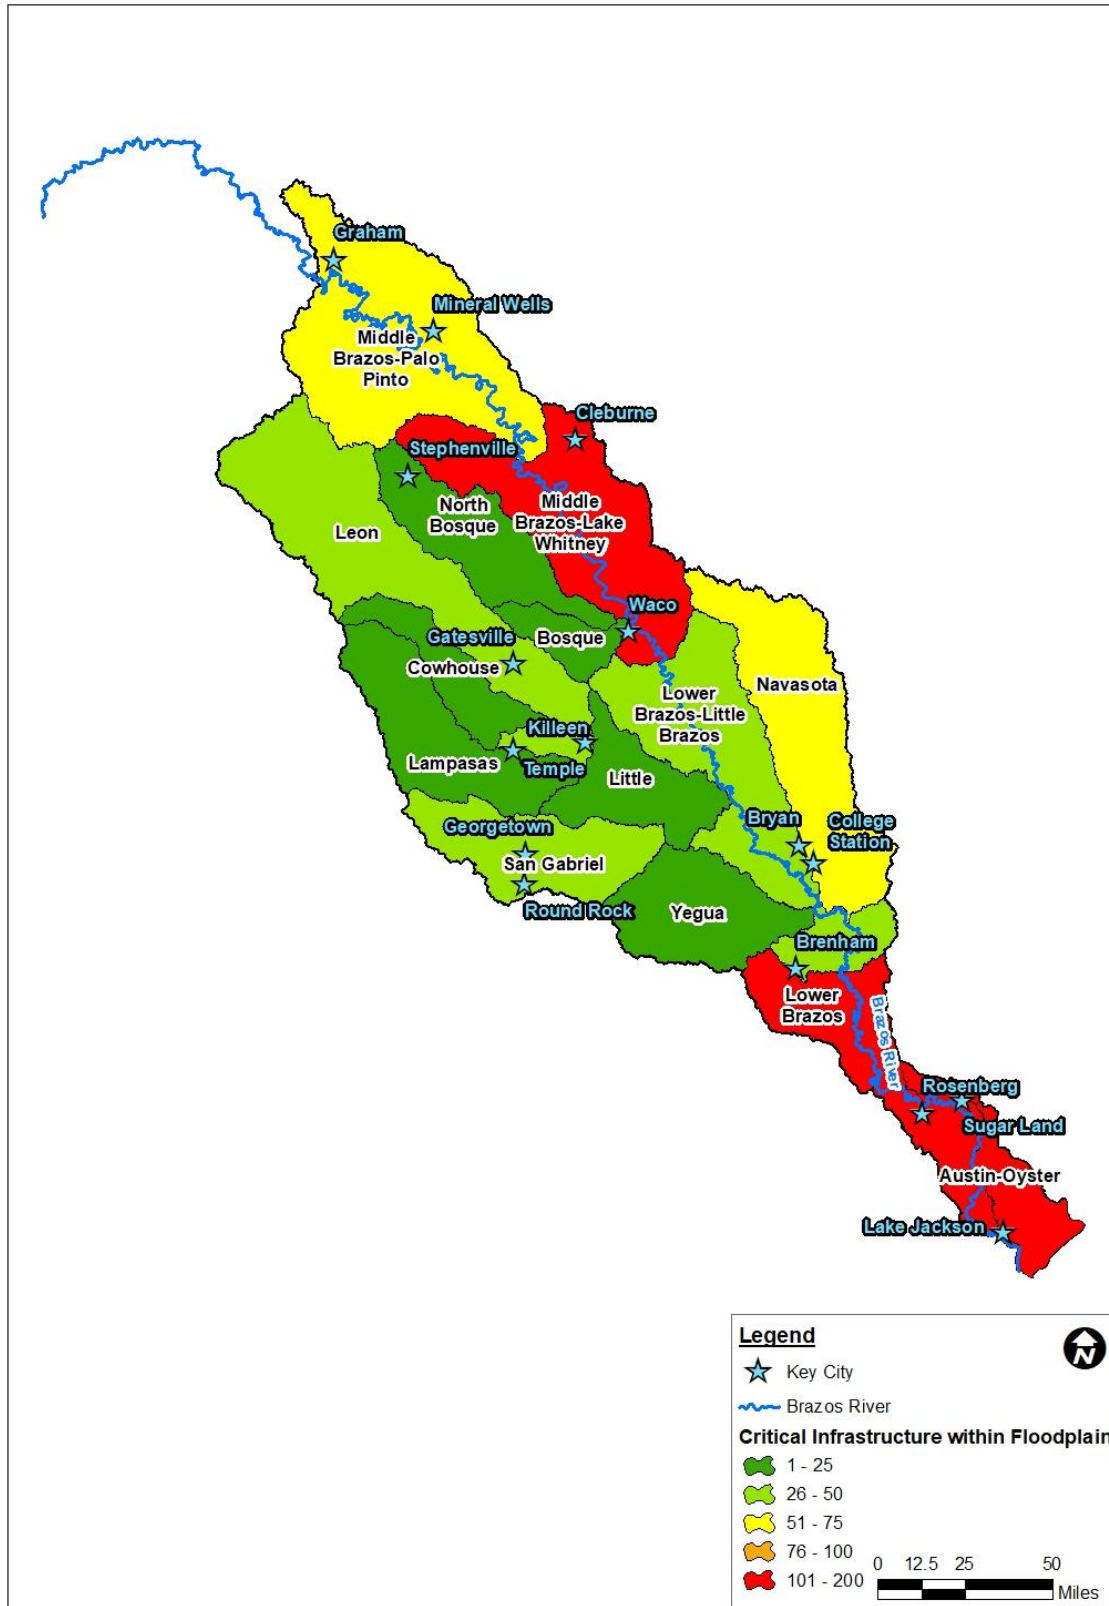 Graham
Mineral Wells
Middle
Brazos-Palo
Pinto
Cleburne
Stephenville
North
Bosque
Middle
Brazos-Lake
Whitney
Leon
Waco
Gatesville
Bosque
Cowhouse
Navasota
Lower
Brazos-Little
Brazos
Killeen
Lampasas
Temple
Little
Georgetown
Bryan
College
Station
San Gabriel
Round Rock
Yegua
Brenham
Lower
Brazos
Brazos River
Rosenberg
Sugar Land
Austin-Oyster
Lake Jackson
Legend
N
Key City
Brazos River
Critical Infrastructure within Floodplain
1 - 25
26 - 50
51 - 75
76 - 100
101 - 200
0 12.5 25 50
Miles